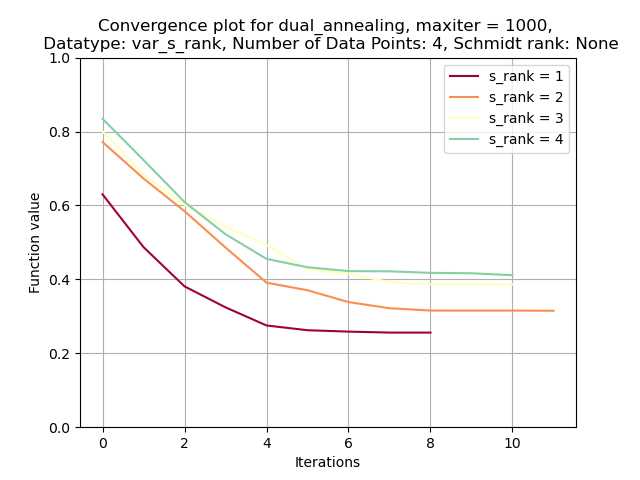 Convergence plot for dual_annealing, maxiter = 1000,
Datatype: var_s_rank, Number of Data Points: 4, Schmidt rank: None
1.0
0.8
0.6
0.4
0.2
0.0
Function value
s_rank = 1
s_rank = 2
s_rank = 3
s_rank = 4
0 2 4 6 8 10
Iterations